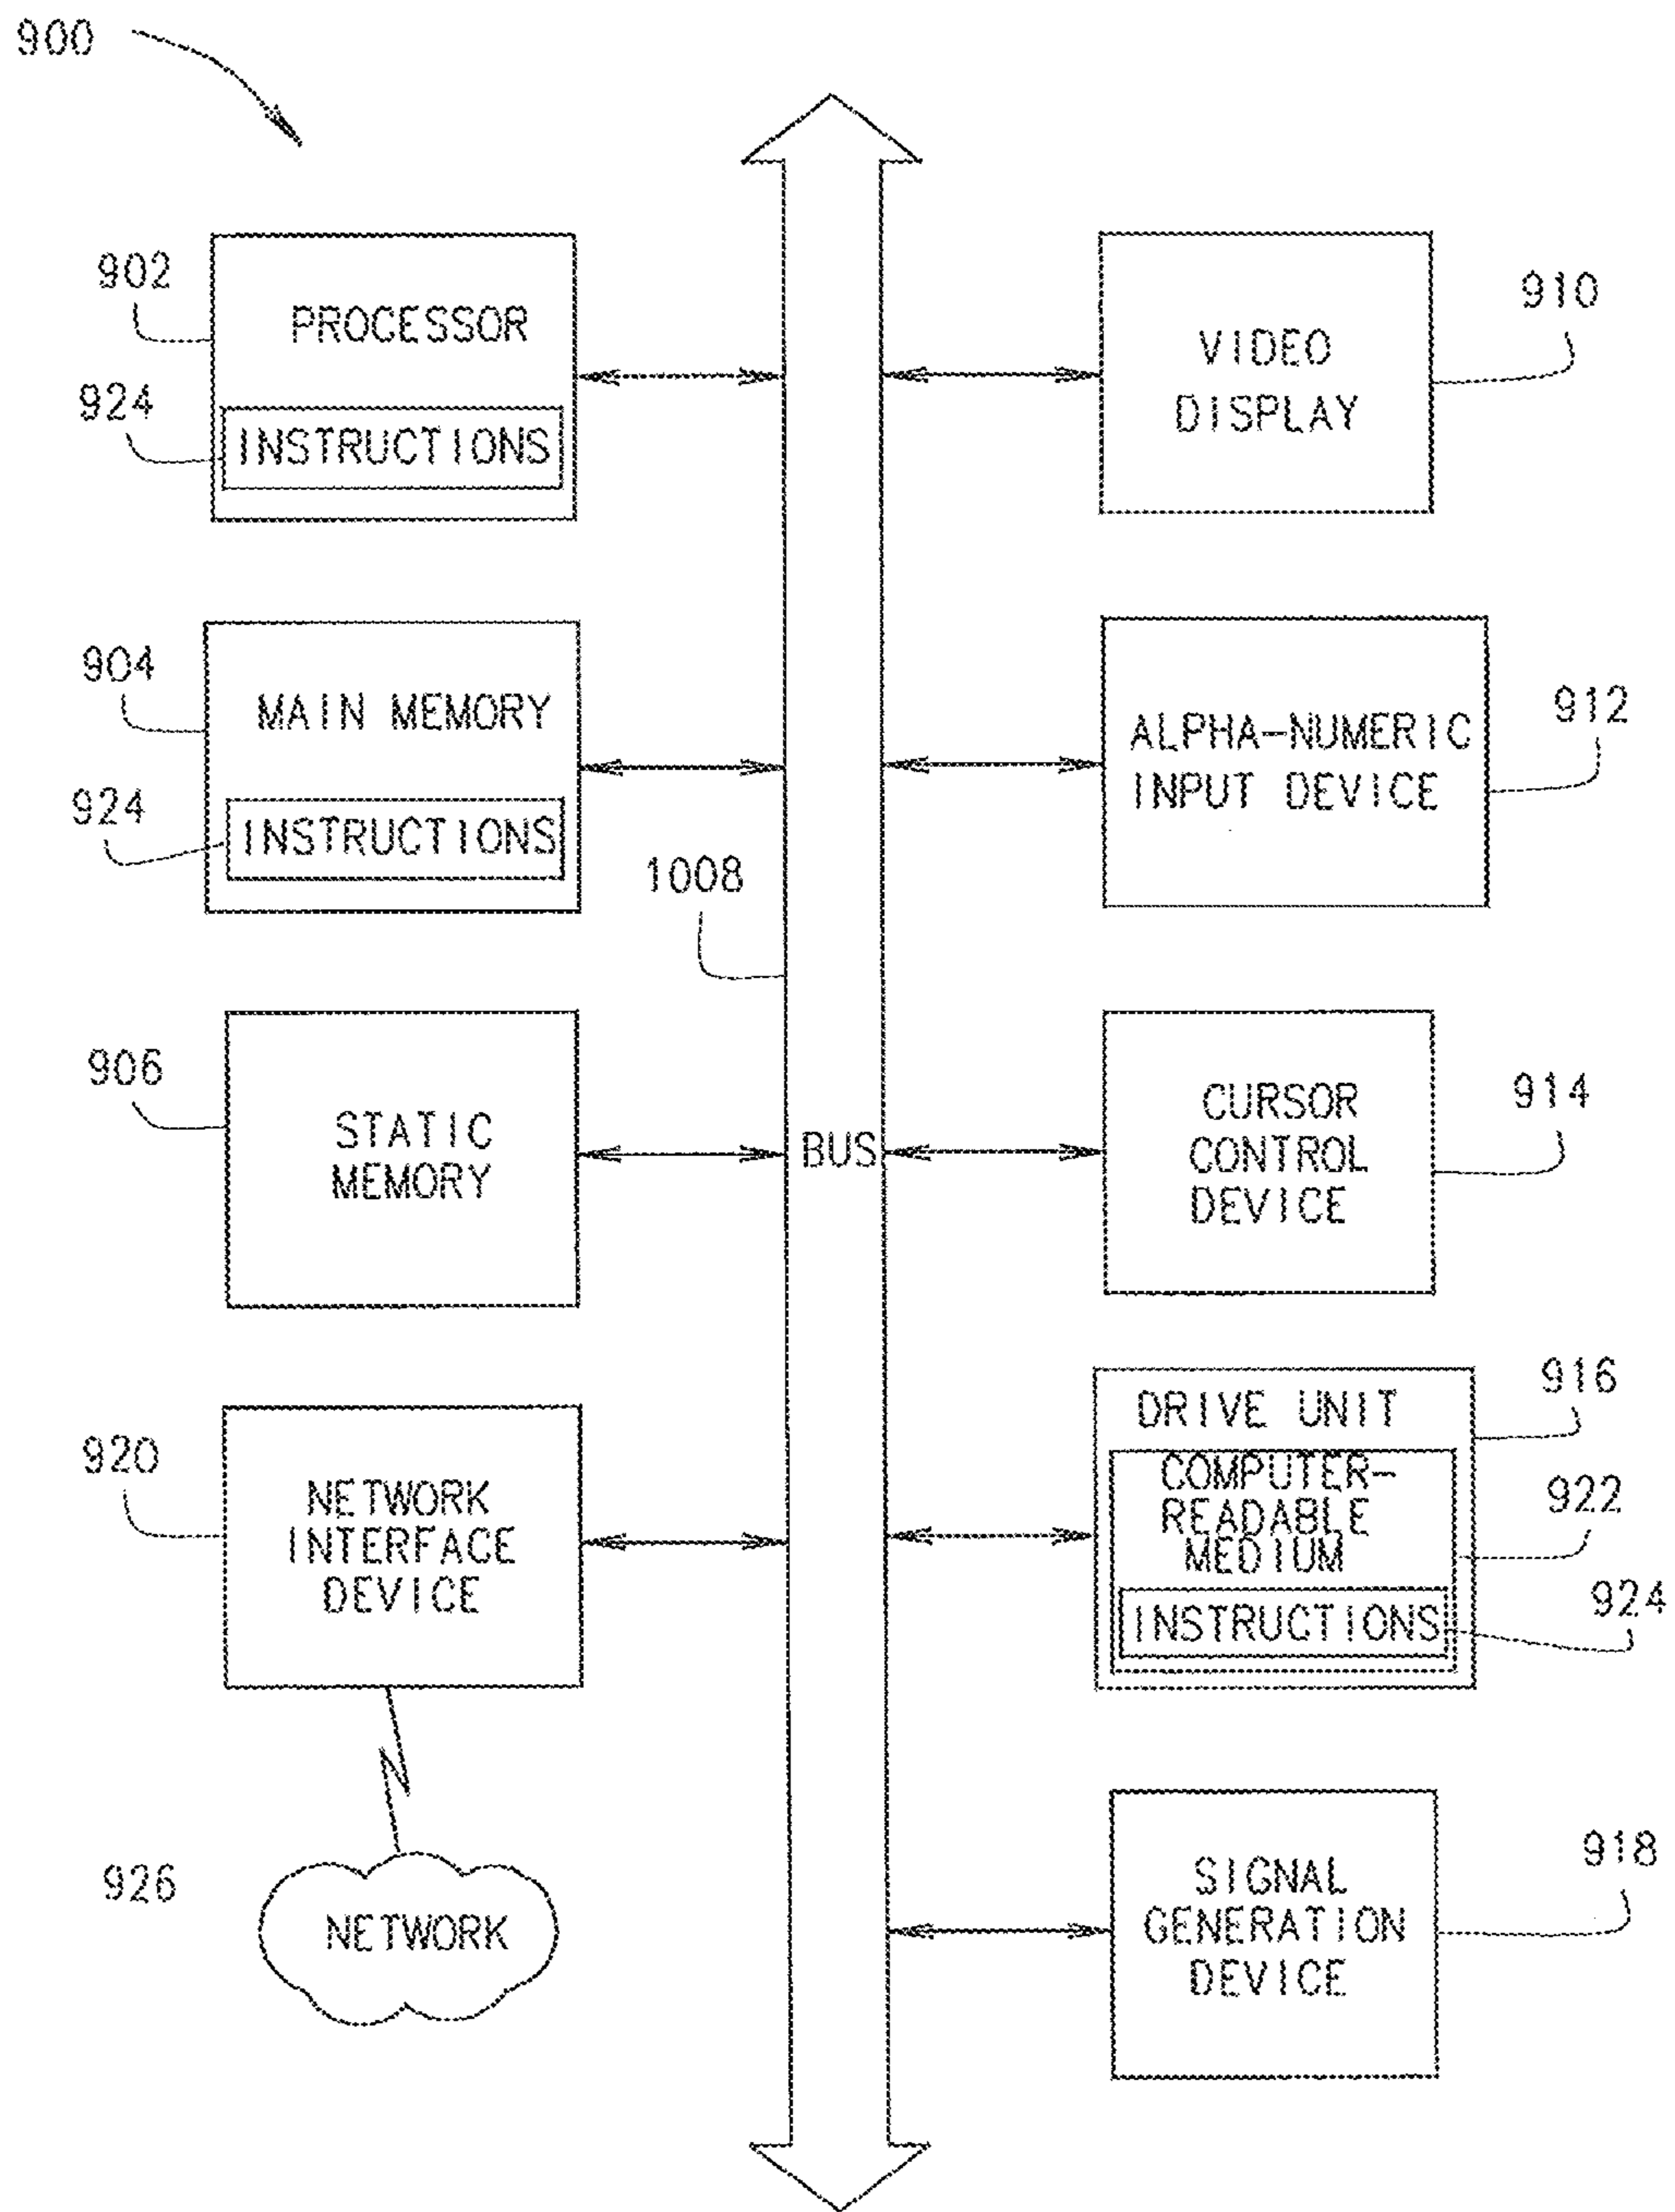 900
902
PROCESSOR
924
INSTRUCTIONS
904
MAIN MEMORY
924
INSTRUCTIONS
1008
906
STATIC
MEMORY
920
NETWORK
INTERFACE
DEVICE
926
NETWORK
BUS
VIDEO
DISPLAY
910
ALPHA-NUMERIC
INPUT DEVICE
912
CURSOR
CONTROL
DEVICE
914
DRIVE UNIT
916
COMPUTER-
READABLE
MEDIUM
922
INSTRUCTIONS
924
SIGNAL
GENERATION
DEVICE
918